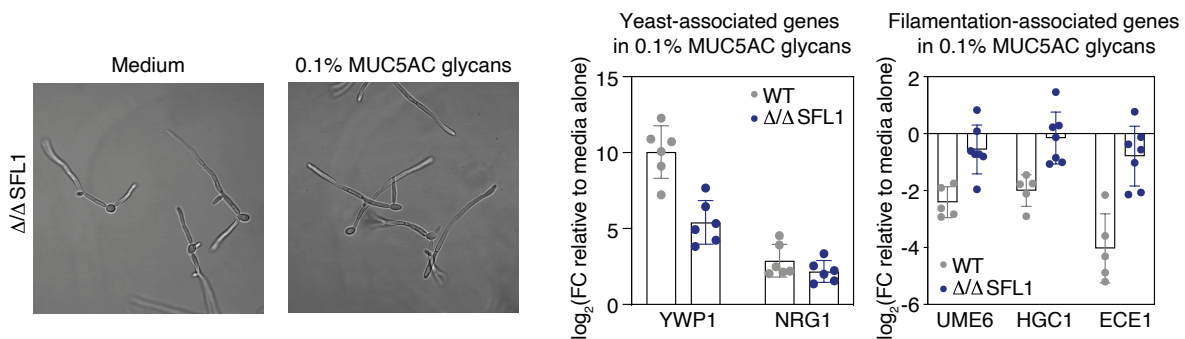 Medium
0.1% MUC5AC glycans
Δ/Δ SFL1
Yeast-associated genes
in 0.1% MUC5AC glycans
log2(FC relative to media alone)
15
10
5
0
WT
Δ/Δ SFL1
YWP1
NRG1
Filamentation-associated genes
in 0.1% MUC5AC glycans
log2(FC relative to media alone)
2
0
-2
-4
-6
WT
Δ/Δ SFL1
UME6
HGC1
ECE1